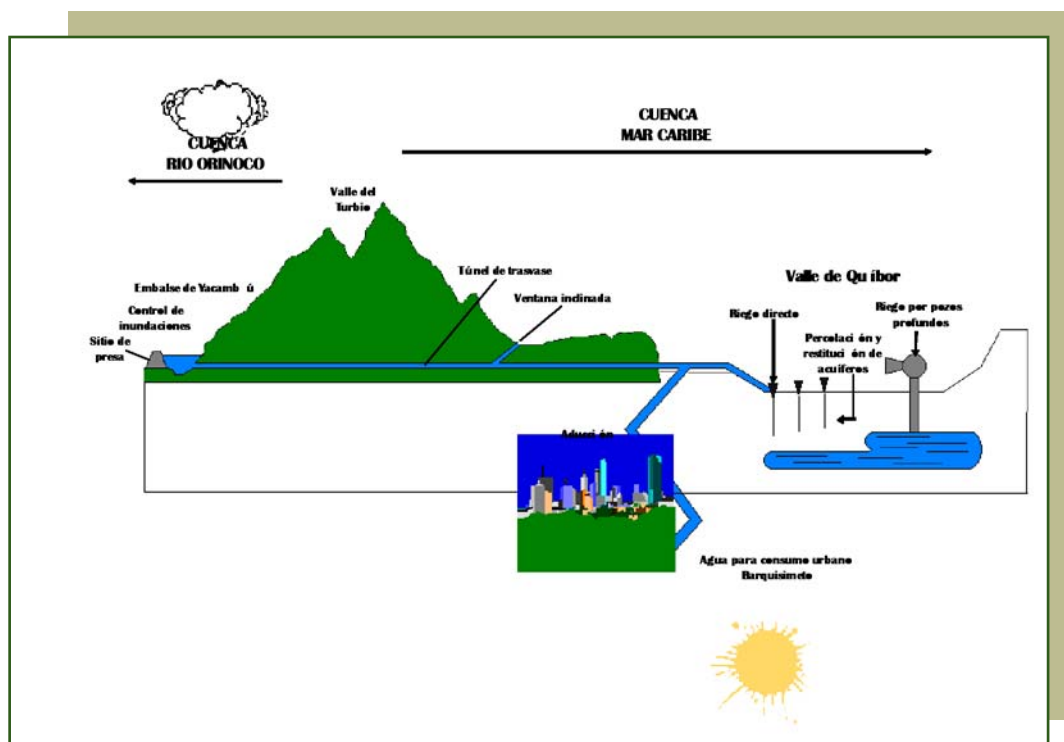 CUENCA
RIO ORINOCO
CUENCA
MAR CARIBE
Valle del
Turbio
Túnel de trasvase
Ventana inclinada
Embalse de Yacamb ú
Control de
inundaciones
Sitio de
presa
Valle de Qu íbor
Riego directo
Riego por pozos
profundos
Percolaci ón y
restituci ón de
acuíferos
Aducci ón
Agua para consumo urbano
Barquisimeto